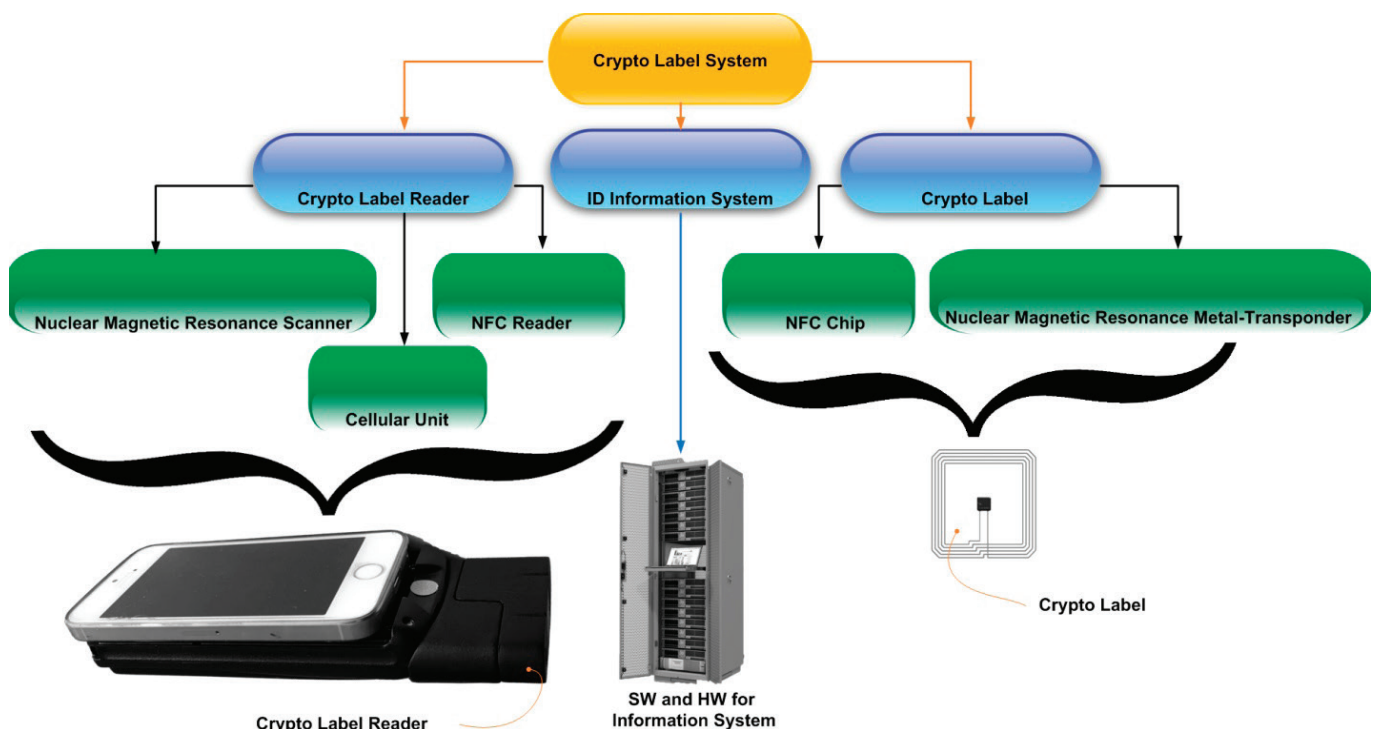 Crypto Label System
Crypto Label Reader
ID Information System
Crypto Label
Nuclear Magnetic Resonance Scanner
NFC Reader
NFC Chip
Nuclear Magnetic Resonance Metal-Transponder
Cellular Unit
Crypto Label
SW and HW for
Information System
Crypto Label Reader